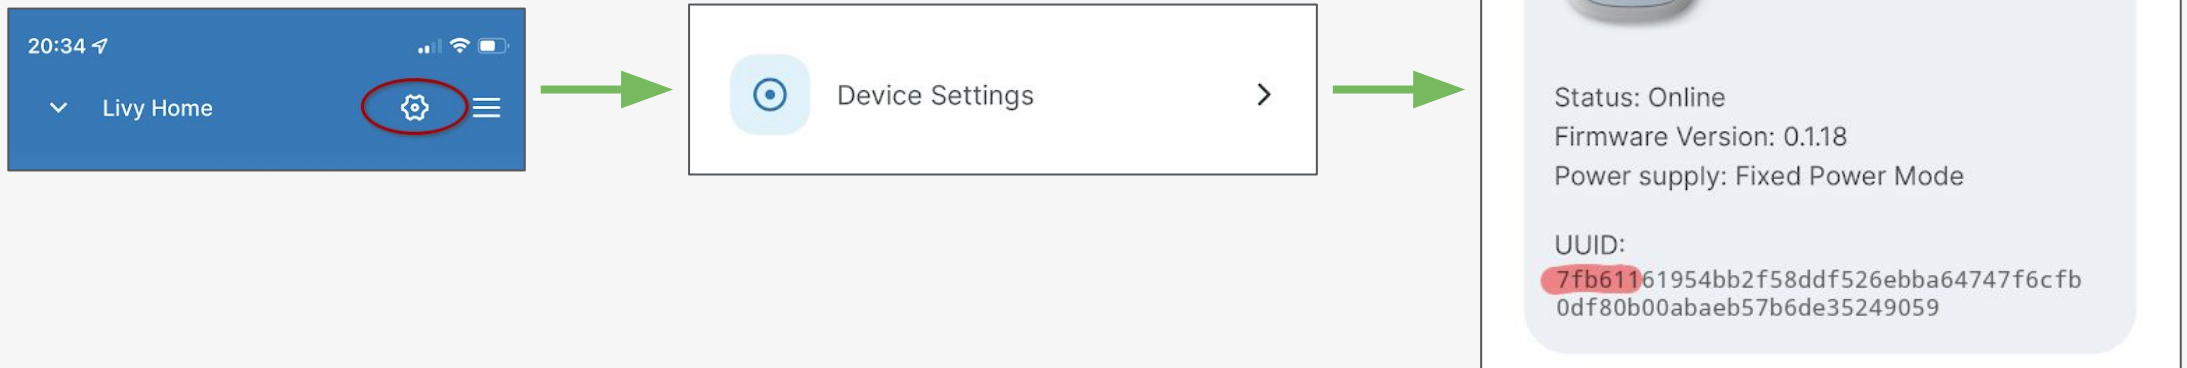 20:34
Livy Home
Device Settings
Status: Online
Firmware Version: 0.1.18
Power supply: Fixed Power Mode
UUID:
7fb61161954bb2f58ddf526ebba64747f6cfb
0df80b00abaeb57b6de35249059